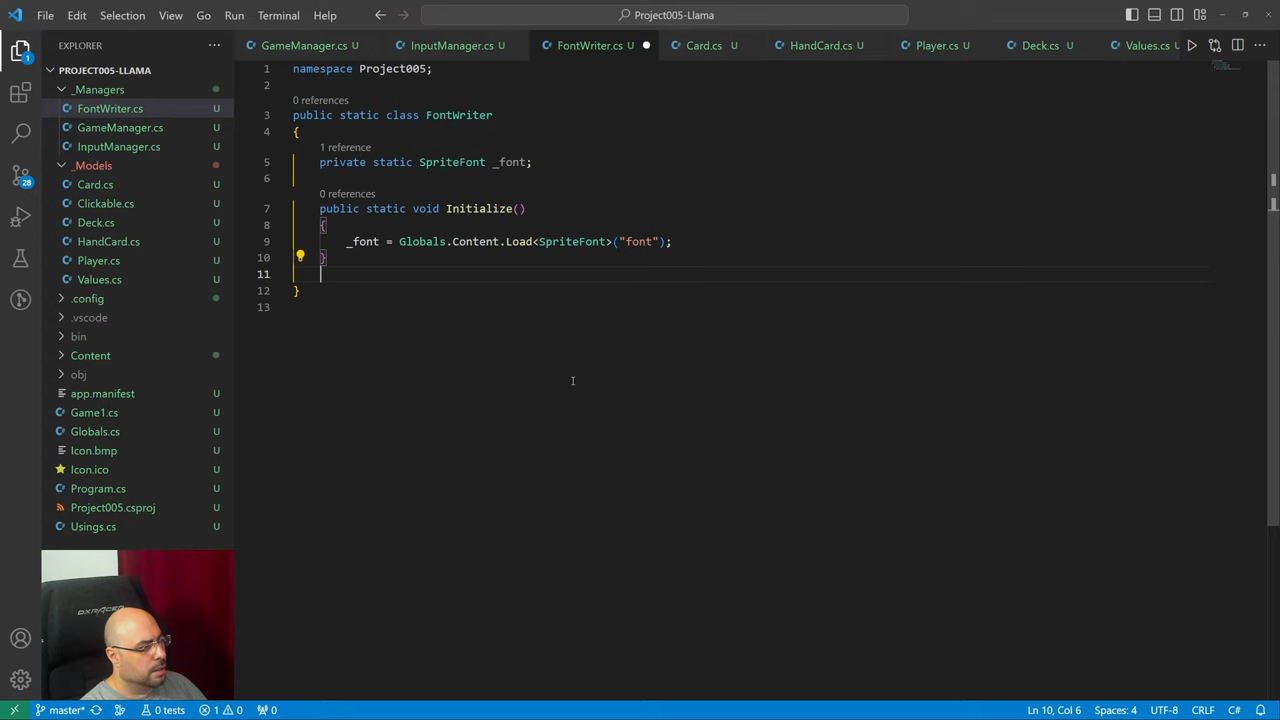 File Edit Selection View Go Run Terminal Help Project005-Llama
EXPLORER
PROJECT005-LLAMA
_Managers
FontWriter.cs U
GameManager.cs U
InputManager.cs U
_Models
Card.cs U
Clickable.cs U
Deck.cs U
HandCard.cs U
Player.cs U
Values.cs U
.config
.vscode
bin
Content
obj
app.manifest U
Game1.cs U
Globals.cs U
Icon.bmp U
Icon.ico U
Program.cs U
Project005.csproj U
Usings.cs U
1
28
GameManager.cs U InputManager.cs U FontWriter.cs U Card.cs U HandCard.cs U Player.cs U Deck.cs U Values.cs U
1 namespace Project005;
2
0 references
3 public static class FontWriter
4 {
1 reference
5 private static SpriteFont _font;
6
0 references
7 public static void Initialize()
8 {
9 _font = Globals.Content.Load<SpriteFont>("font");
10 }
11
12 }
13
DXRACER
master* 0 tests 1 0 0 Ln 10, Col 6 Spaces: 4 UTF-8 CRLF C#